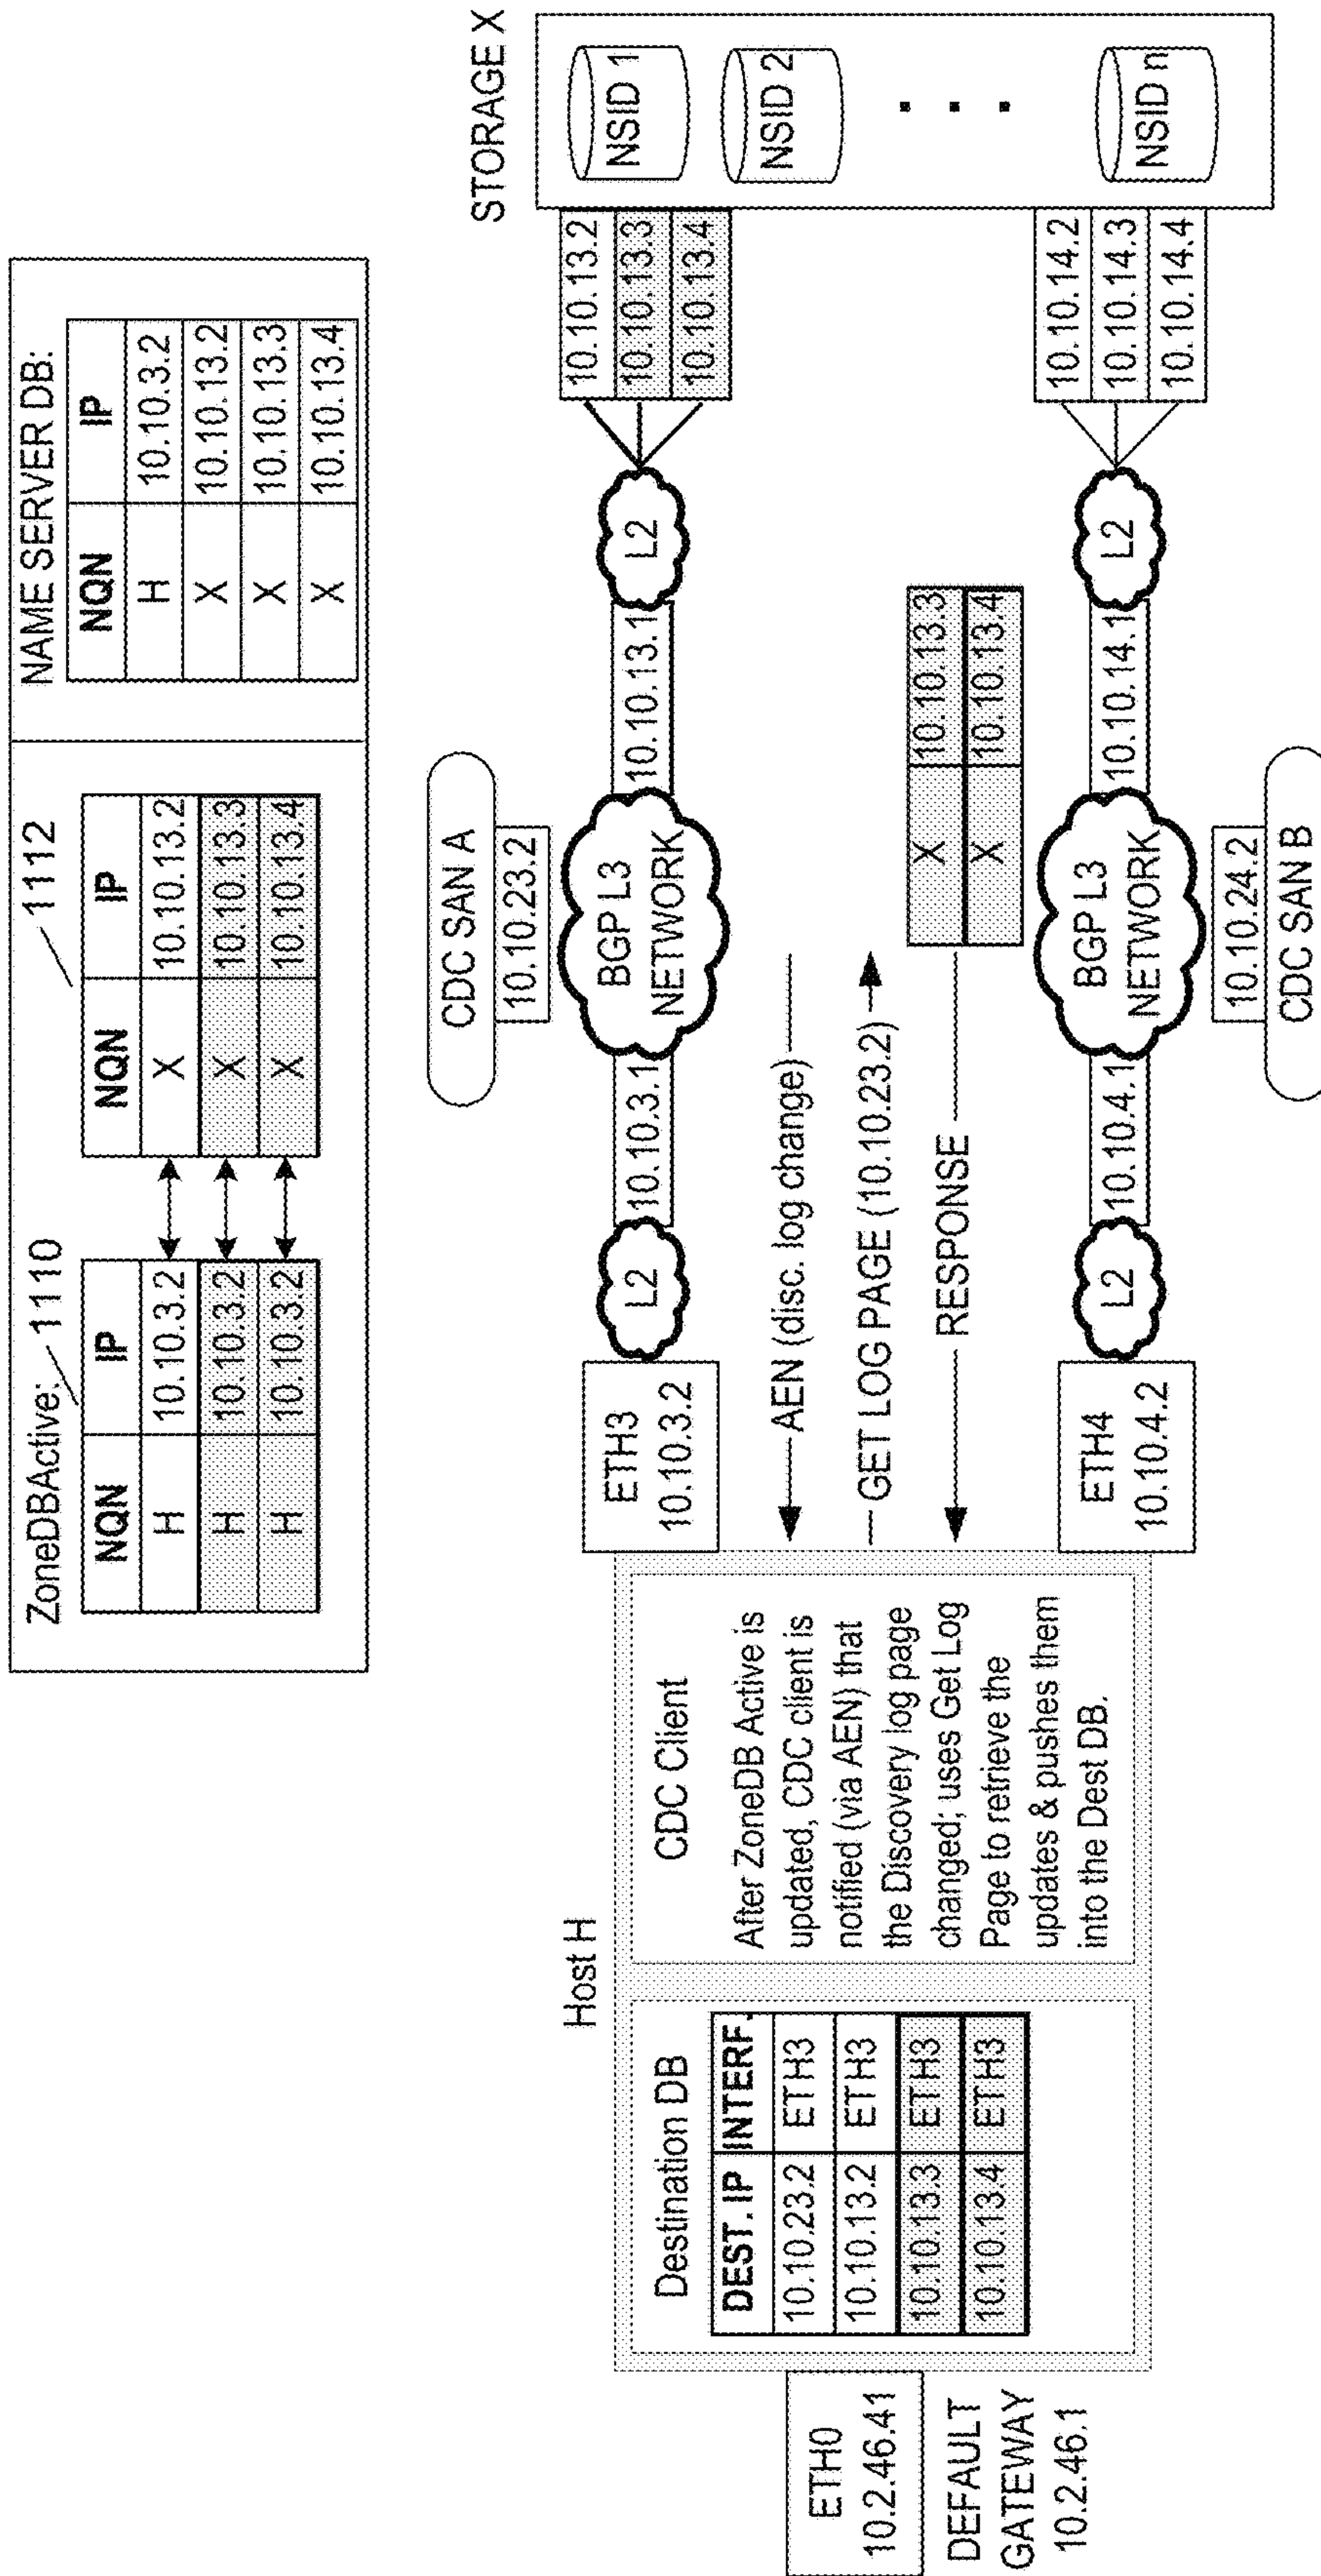 ZoneDBActive: 1110
1112
NAME SERVER DB:
NQN IP
H 10.10.3.2
H 10.10.3.2
H 10.10.3.2
NQN IP
X 10.10.13.2
X 10.10.13.3
X 10.10.13.4
NQN IP
H 10.10.3.2
X 10.10.13.2
X 10.10.13.3
X 10.10.13.4
Host H
Destination DB
DEST. IP INTERF.
10.10.23.2 ETH3
10.10.13.2 ETH3
10.10.13.3 ETH3
10.10.13.4 ETH3
ETH0
10.2.46.41
DEFAULT
GATEWAY
10.2.46.1
CDC Client
After ZoneDB Active is
updated, CDC client is
notified (via AEN) that
the Discovery log page
changed; uses Get Log
Page to retrieve the
updates & pushes them
into the Dest DB.
ETH3
10.10.3.2
L2
10.10.3.1
CDC SAN A
10.10.23.2
BGP L3
NETWORK
10.10.13.1
L2
10.10.13.2
10.10.13.3
10.10.13.4
AEN (disc. log change)
GET LOG PAGE (10.10.23.2)
RESPONSE
X 10.10.13.3
X 10.10.13.4
ETH4
10.10.4.2
L2
10.10.4.1
BGP L3
NETWORK
10.10.24.2
CDC SAN B
10.10.14.1
L2
10.10.14.2
10.10.14.3
10.10.14.4
STORAGE X
NSID 1
NSID 2
NSID n